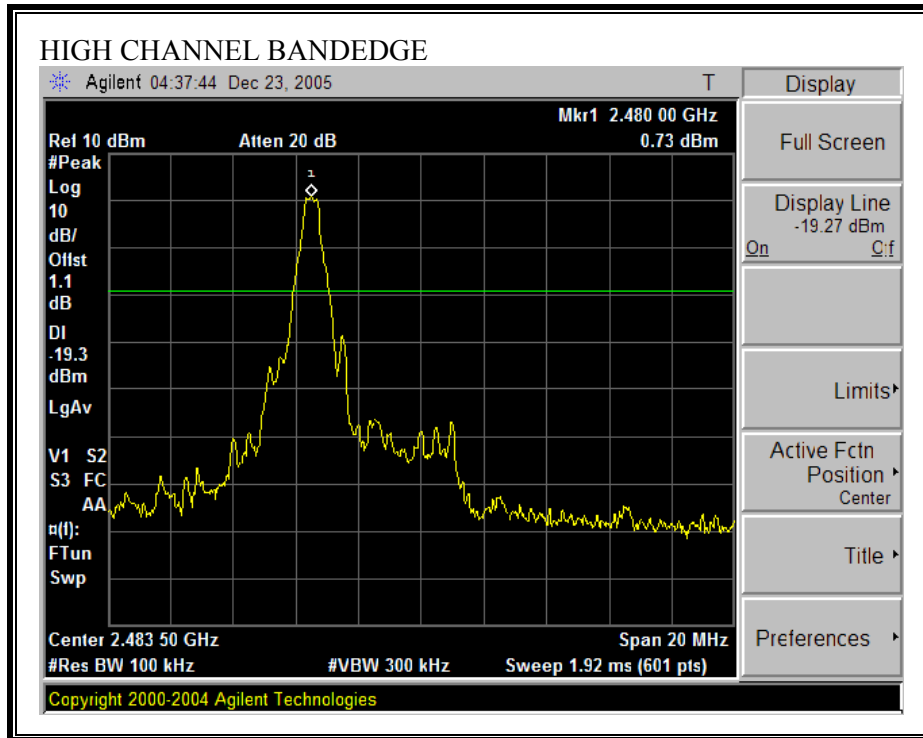 HIGH CHANNEL BANDEDGE
Agilent 04:37:44 Dec 23, 2005 T
Display
Mkr1 2.480 00 GHz
Ref 10 dBm Atten 20 dB 0.73 dBm
#Peak
Log
10
dB/
Offst
1.1
dB
DI
-19.3
dBm
LgAv
V1 S2
S3 FC
AA
¤(f):
FTun
Swp
1
Center 2.483 50 GHz Span 20 MHz
#Res BW 100 kHz #VBW 300 kHz Sweep 1.92 ms (601 pts)
Copyright 2000-2004 Agilent Technologies
Full Screen
Display Line
-19.27 dBm
On
Limits
Active Fctn
Position
Center
Title
Preferences